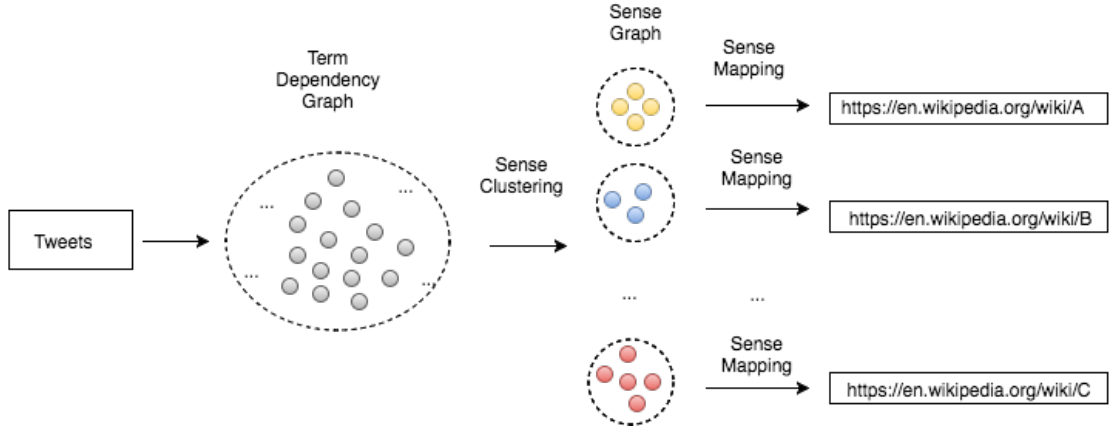 Tweets
Term
Dependency
Graph
...
...
...
...
Sense
Clustering
Sense
Graph
Sense
Mapping
https://en.wikipedia.org/wiki/A
Sense
Mapping
https://en.wikipedia.org/wiki/B
...
...
Sense
Mapping
https://en.wikipedia.org/wiki/C